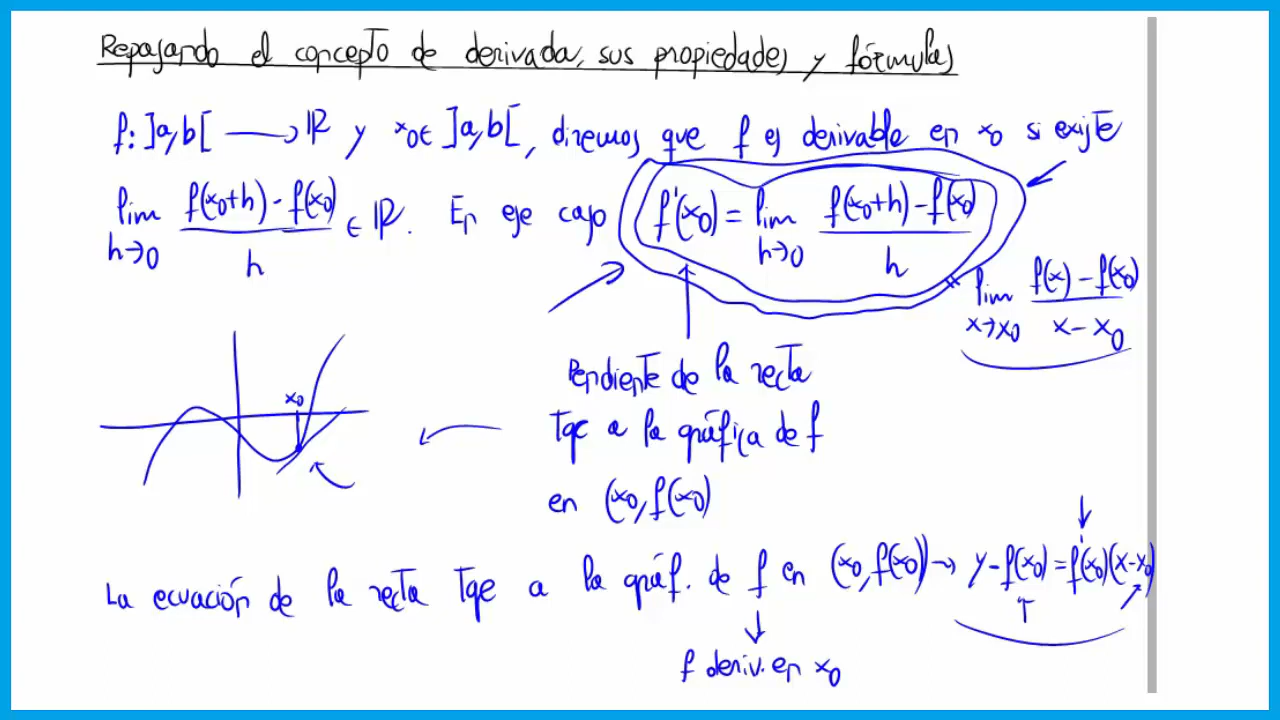 Repasando el concepto de derivada, sus propiedades y fórmulas
f: ]a,b[ → ℝ y x₀ ∈ ]a,b[, diremos que f es derivable en x₀ si existe
lim h→0 (f(x₀+h) - f(x₀))/h ∈ ℝ. En ese caso f'(x₀) = lim h→0 (f(x₀+h) - f(x₀))/h
lim x→x₀ (f(x) - f(x₀))/(x - x₀)
Pendiente de la recta
Tge a la gráfica de f
en (x₀, f(x₀))
x₀
La ecuación de la recta Tge a la gráf. de f en (x₀, f(x₀)) → y - f(x₀) = f'(x₀)(x - x₀)
f deriv. en x₀